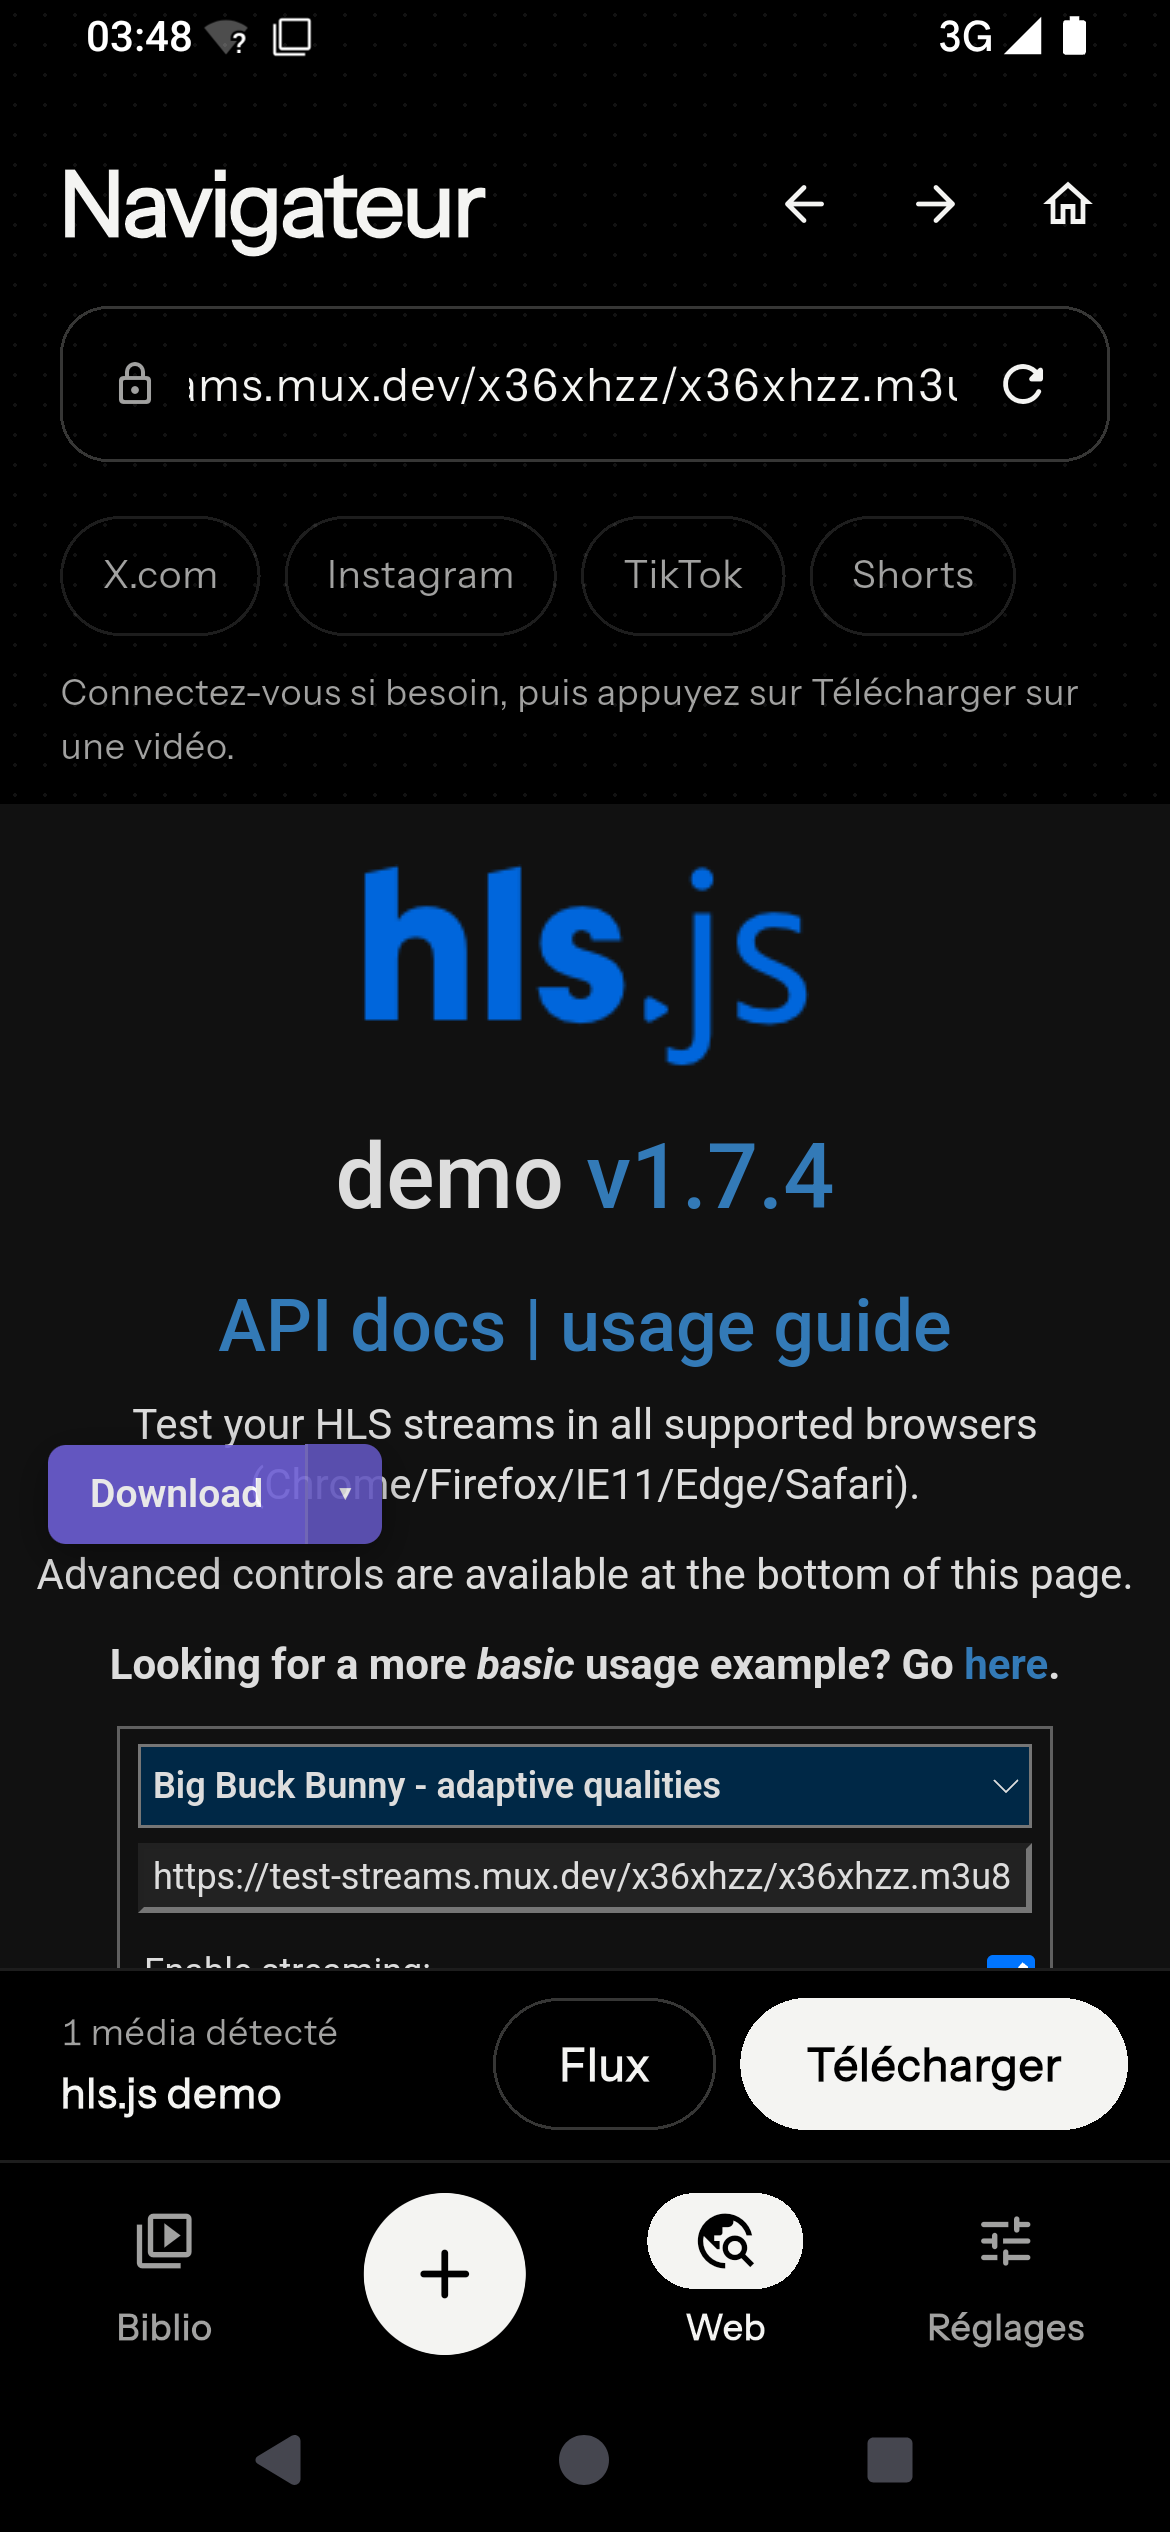 03:48
3G
Navigateur
ms.mux.dev/x36xhzz/x36xhzz.m3u
X.com
Instagram
TikTok
Shorts
Connectez-vous si besoin, puis appuyez sur Télécharger sur
une vidéo.
hls.js
demo v1.7.4
API docs | usage guide
Test your HLS streams in all supported browsers
(Chrome/Firefox/IE11/Edge/Safari).
Download
Advanced controls are available at the bottom of this page.
Looking for a more basic usage example? Go here.
Big Buck Bunny - adaptive qualities
https://test-streams.mux.dev/x36xhzz/x36xhzz.m3u8
Enable streaming:
1 média détecté
hls.js demo
Flux
Télécharger
Biblio
Web
Réglages